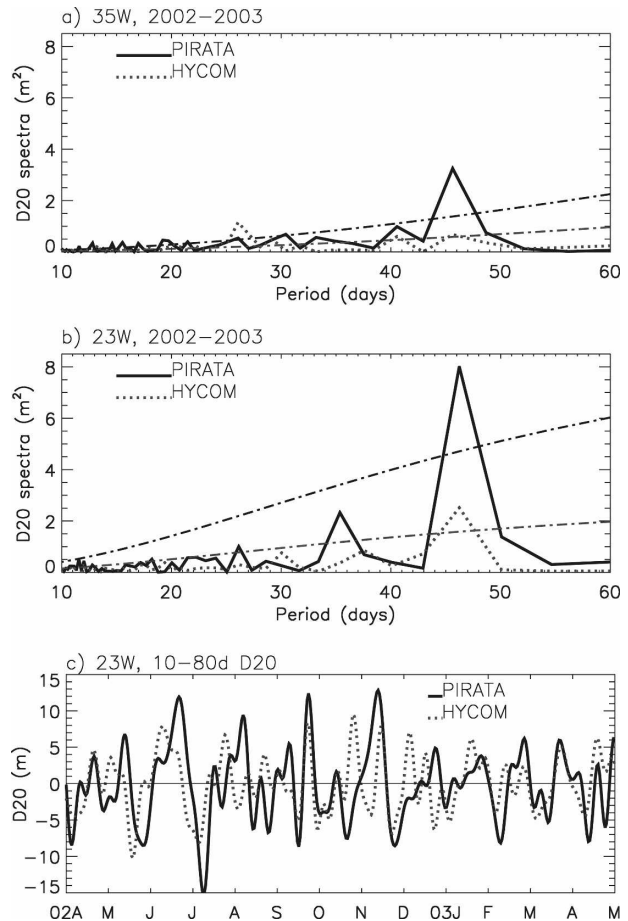 a) 35W, 2002–2003
PIRATA
HYCOM
D20 spectra (m²)
8
6
4
2
0
10 20 30 40 50 60
Period (days)
b) 23W, 2002–2003
PIRATA
HYCOM
D20 spectra (m²)
8
6
4
2
0
10 20 30 40 50 60
Period (days)
c) 23W, 10–80d D20
PIRATA
HYCOM
D20 (m)
15
10
5
0
−5
−10
−15
02A M J J A S O N D 03J F M A M